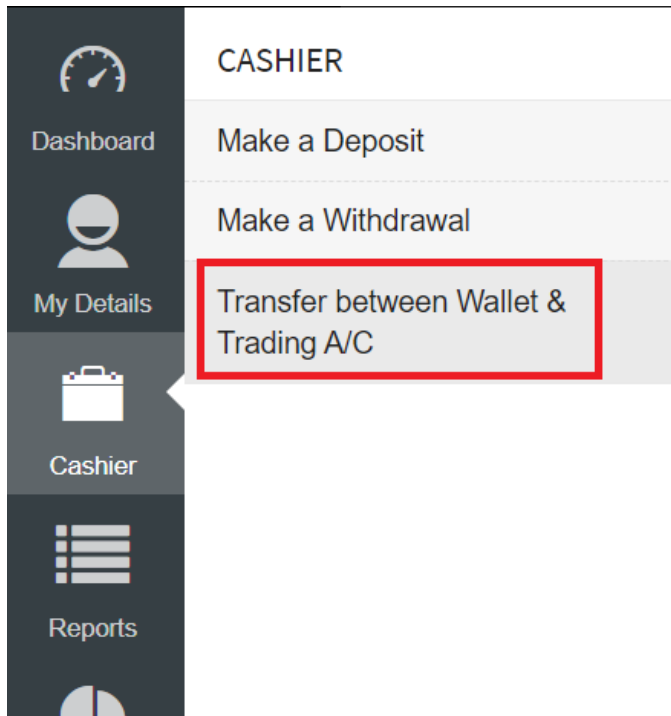 Dashboard
My Details
Cashier
Reports
CASHIER
Make a Deposit
Make a Withdrawal
Transfer between Wallet &
Trading A/C